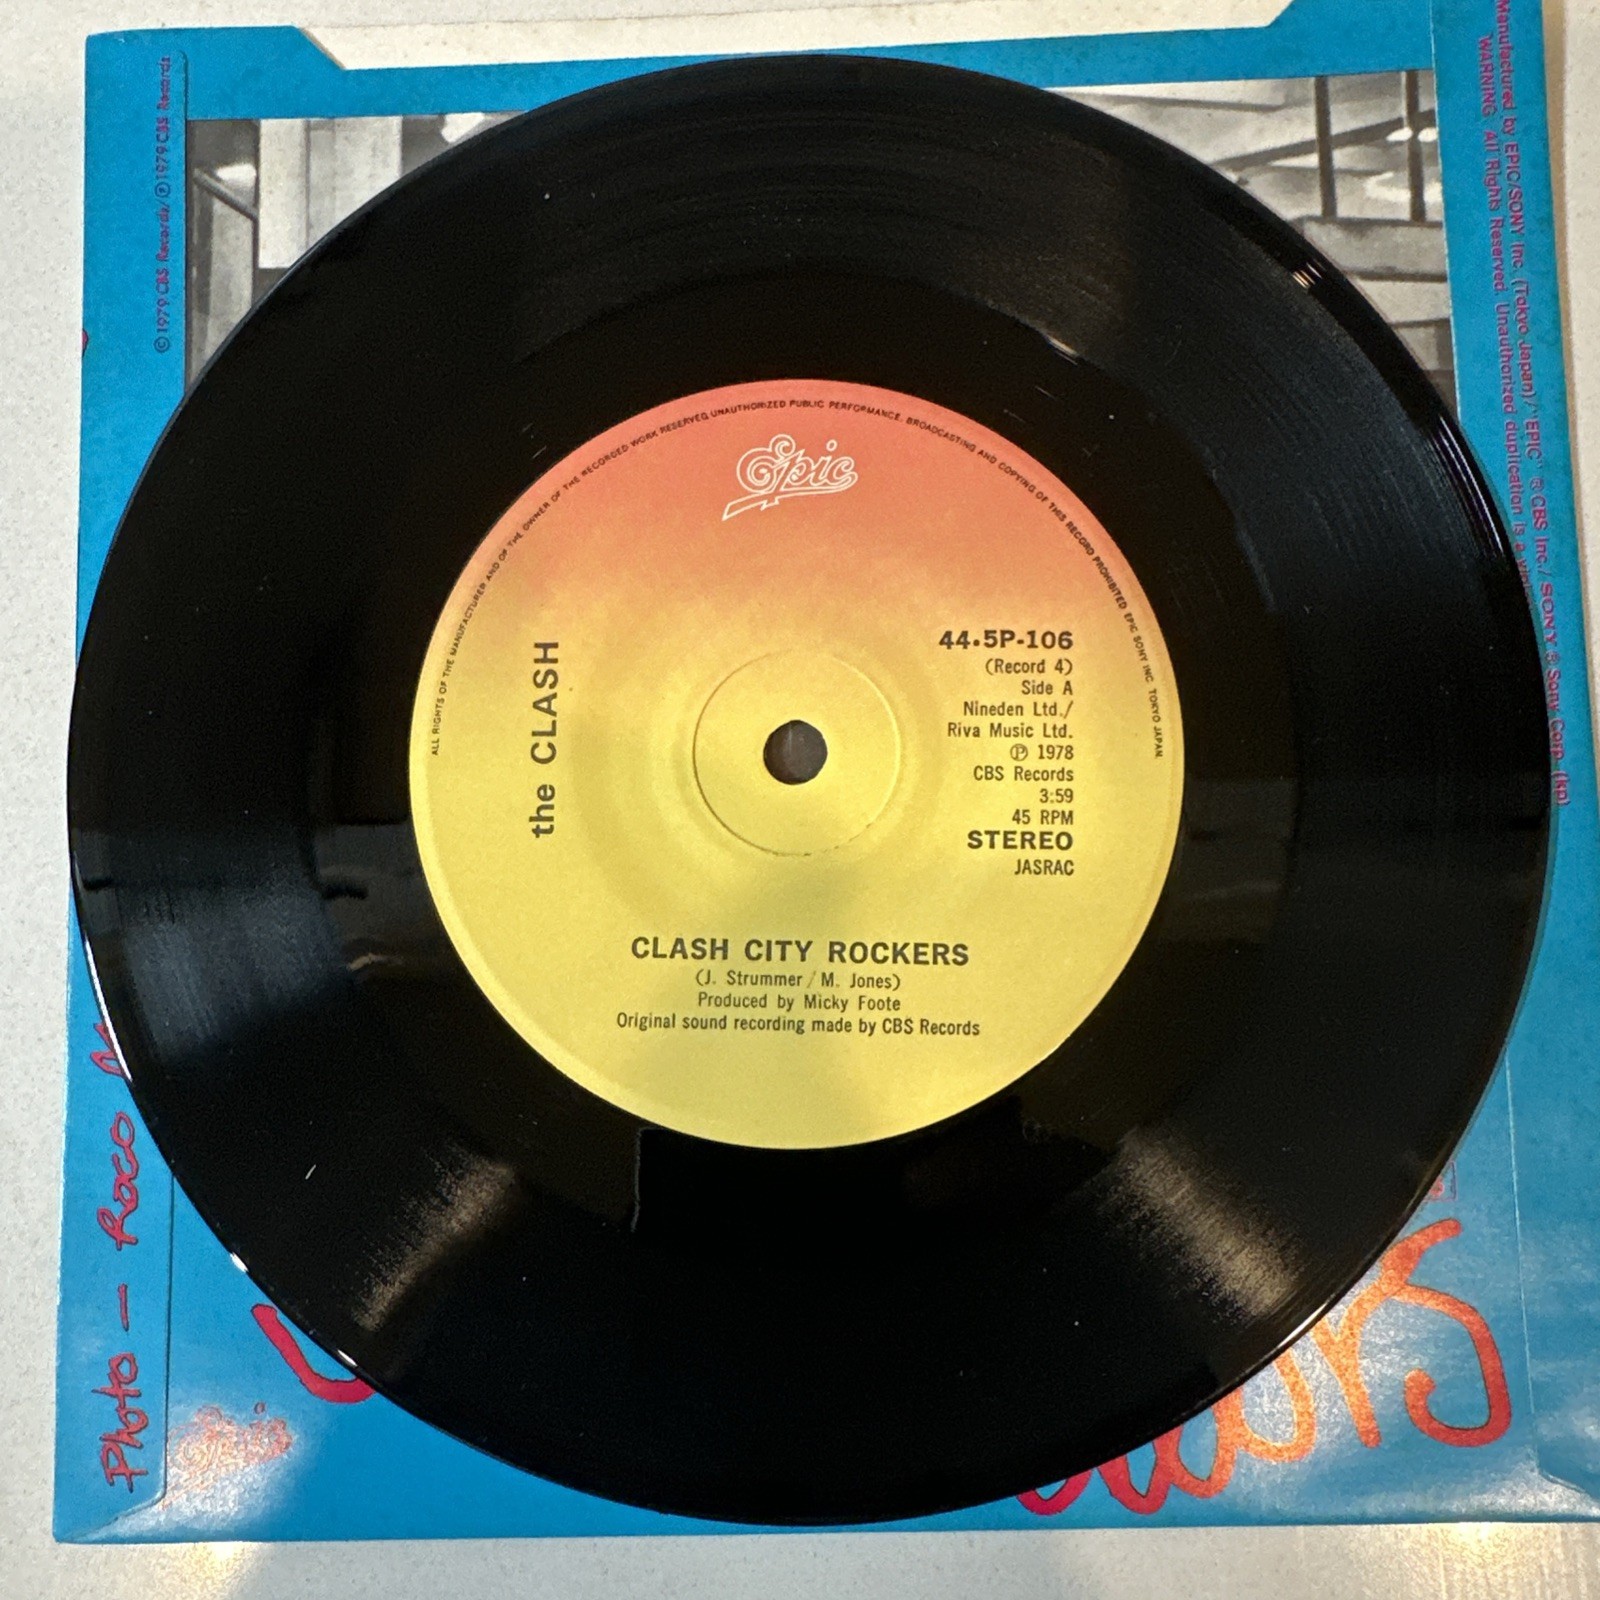 © 1979 CBS Records/℗ 1979 CBS Records
Manufactured by EPIC/SONY Inc. (Tokyo Japan)/"EPIC" ® CBS Inc./ SONY ® Sony Corp. (Jp)
WARNING: All Rights Reserved. Unauthorized duplication is a
ALL RIGHTS OF THE MANUFACTURER AND OF THE OWNER OF THE RECORDED WORK RESERVED. UNAUTHORIZED PUBLIC PERFORMANCE, BROADCASTING AND COPYING OF THIS RECORD PROHIBITED EPIC SONY INC. TOKYO JAPAN.
Epic
the CLASH
44.5P-106
(Record 4)
Side A
Nineden Ltd./
Riva Music Ltd.
℗ 1978
CBS Records
3:59
45 RPM
STEREO
JASRAC
CLASH CITY ROCKERS
(J. Strummer / M. Jones)
Produced by Micky Foote
Original sound recording made by CBS Records
Photo — Roco
Epic